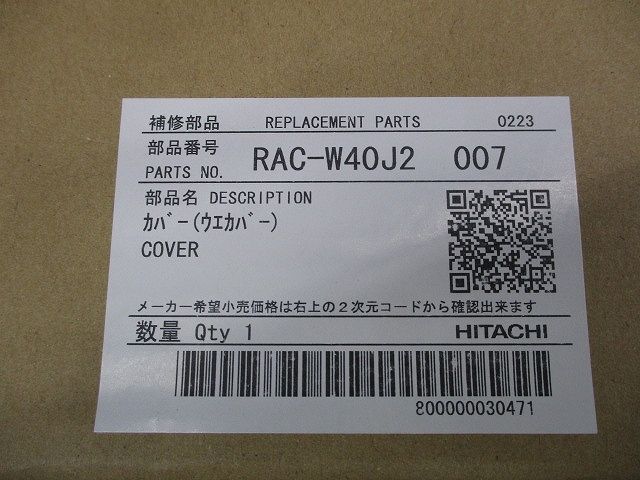 補修部品 REPLACEMENT PARTS 0223
部品番号
PARTS NO. RAC-W40J2 007
部品名 DESCRIPTION
ｶﾊﾞｰ(ｳｴｶﾊﾞｰ)
COVER
メーカー希望小売価格は右上の２次元コードから確認出来ます
数量 Qty 1 HITACHI
800000030471